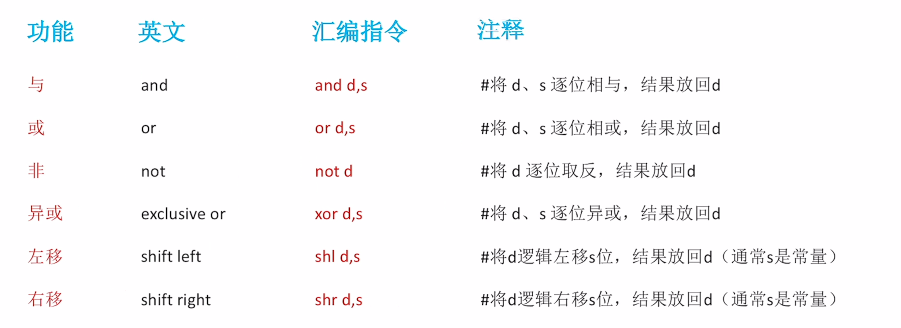 功能 英文 汇编指令 注释
与 and and d,s #将 d、s 逐位相与，结果放回d
或 or or d,s #将 d、s 逐位相或，结果放回d
非 not not d #将 d 逐位取反，结果放回d
异或 exclusive or xor d,s #将 d、s 逐位异或，结果放回d
左移 shift left shl d,s #将d逻辑左移s位，结果放回d（通常s是常量）
右移 shift right shr d,s #将d逻辑右移s位，结果放回d（通常s是常量）